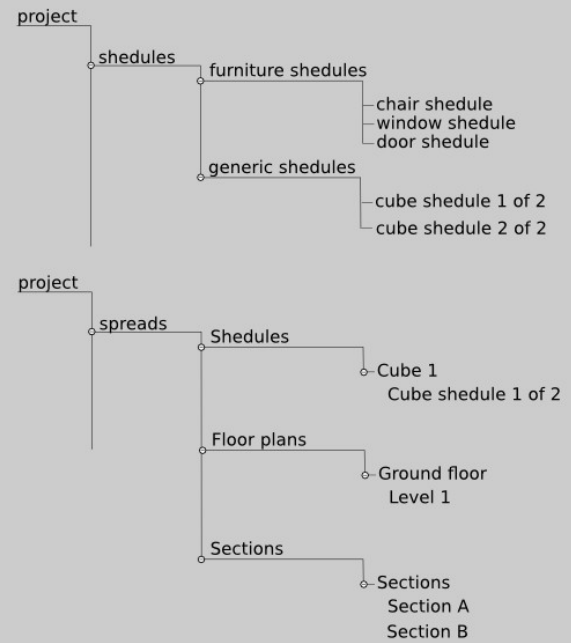 project
shedules
furniture shedules
chair shedule
window shedule
door shedule
generic shedules
cube shedule 1 of 2
cube shedule 2 of 2
project
spreads
Shedules
Cube 1
Cube shedule 1 of 2
Floor plans
Ground floor
Level 1
Sections
Sections
Section A
Section B